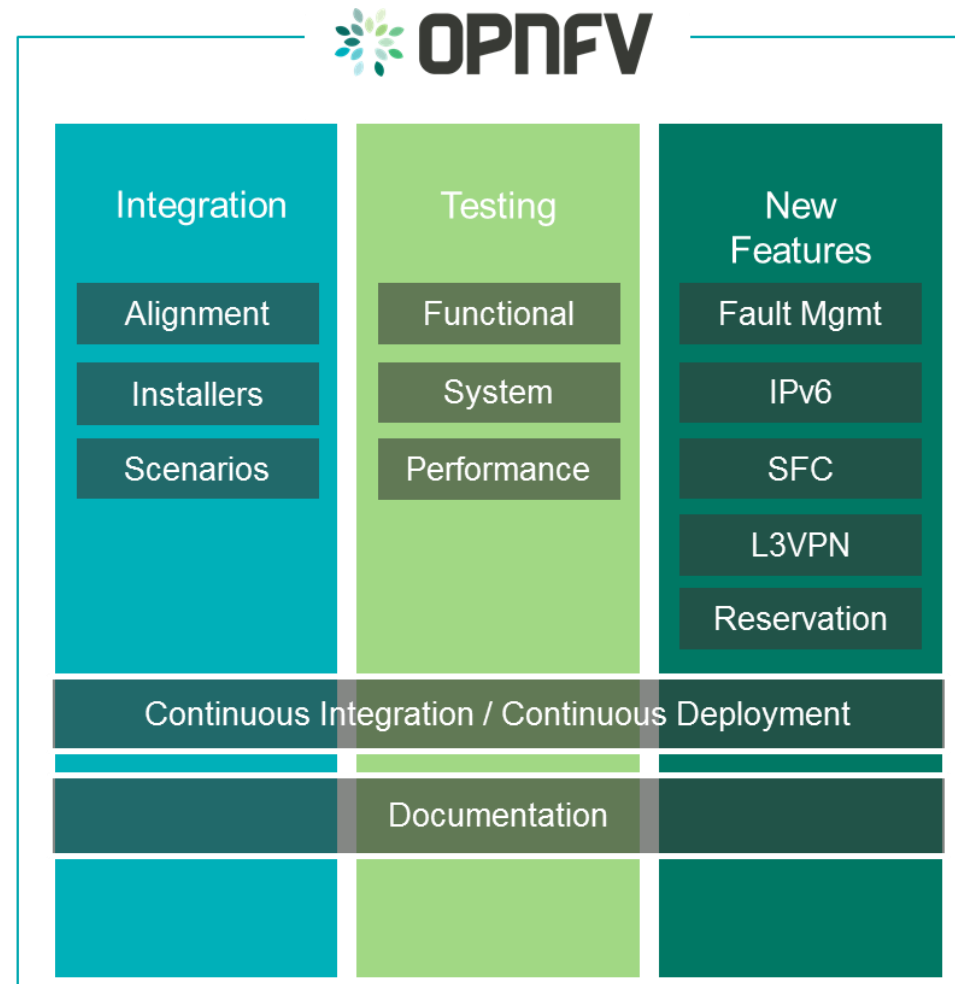 OPNFV
Integration
Alignment
Installers
Scenarios
Testing
Functional
System
Performance
New
Features
Fault Mgmt
IPv6
SFC
L3VPN
Reservation
Continuous Integration / Continuous Deployment
Documentation